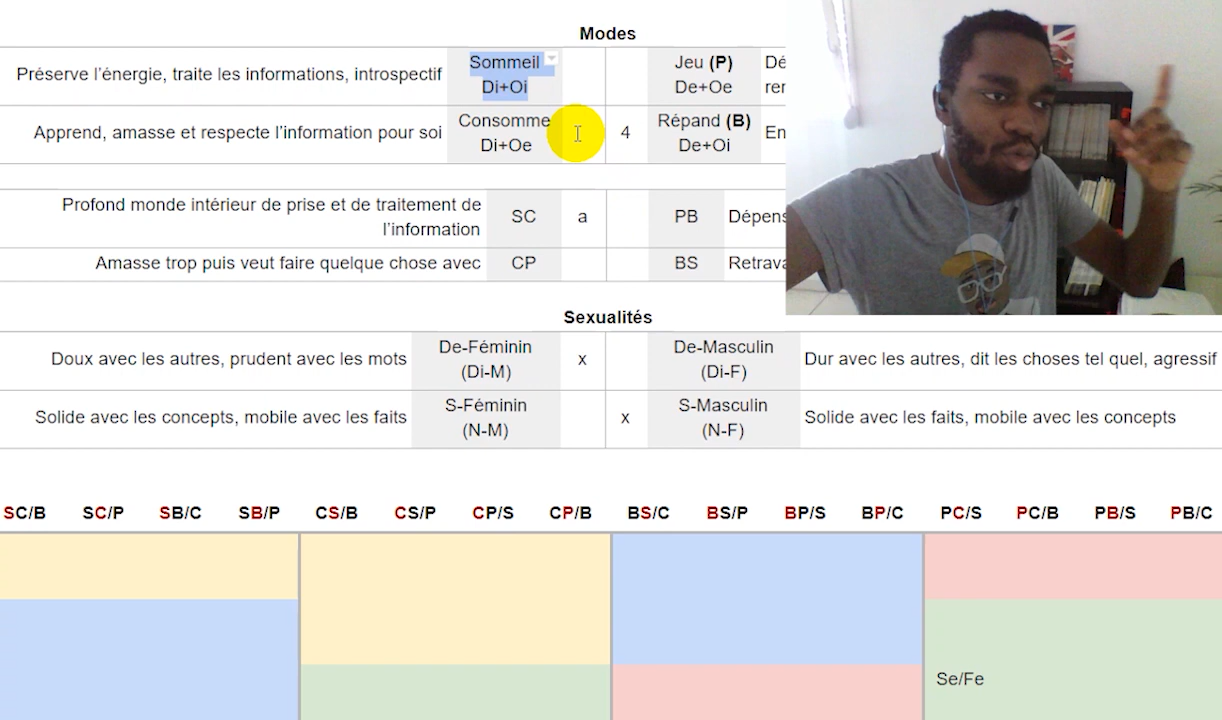 Modes
Préserve l’énergie, traite les informations, introspectif
Sommeil
Di+Oi
Jeu (P)
De+Oe
Dé
rer
Apprend, amasse et respecte l’information pour soi
Consomme
Di+Oe
4
Répand (B)
De+Oi
En
Profond monde intérieur de prise et de traitement de
l’information
SC
a
PB
Dépens
Amasse trop puis veut faire quelque chose avec
CP
BS
Retrava
Sexualités
Doux avec les autres, prudent avec les mots
De-Féminin
(Di-M)
x
De-Masculin
(Di-F)
Dur avec les autres, dit les choses tel quel, agressif
Solide avec les concepts, mobile avec les faits
S-Féminin
(N-M)
x
S-Masculin
(N-F)
Solide avec les faits, mobile avec les concepts
SC/B SC/P SB/C SB/P CS/B CS/P CP/S CP/B BS/C BS/P BP/S BP/C PC/S PC/B PB/S PB/C
Se/Fe